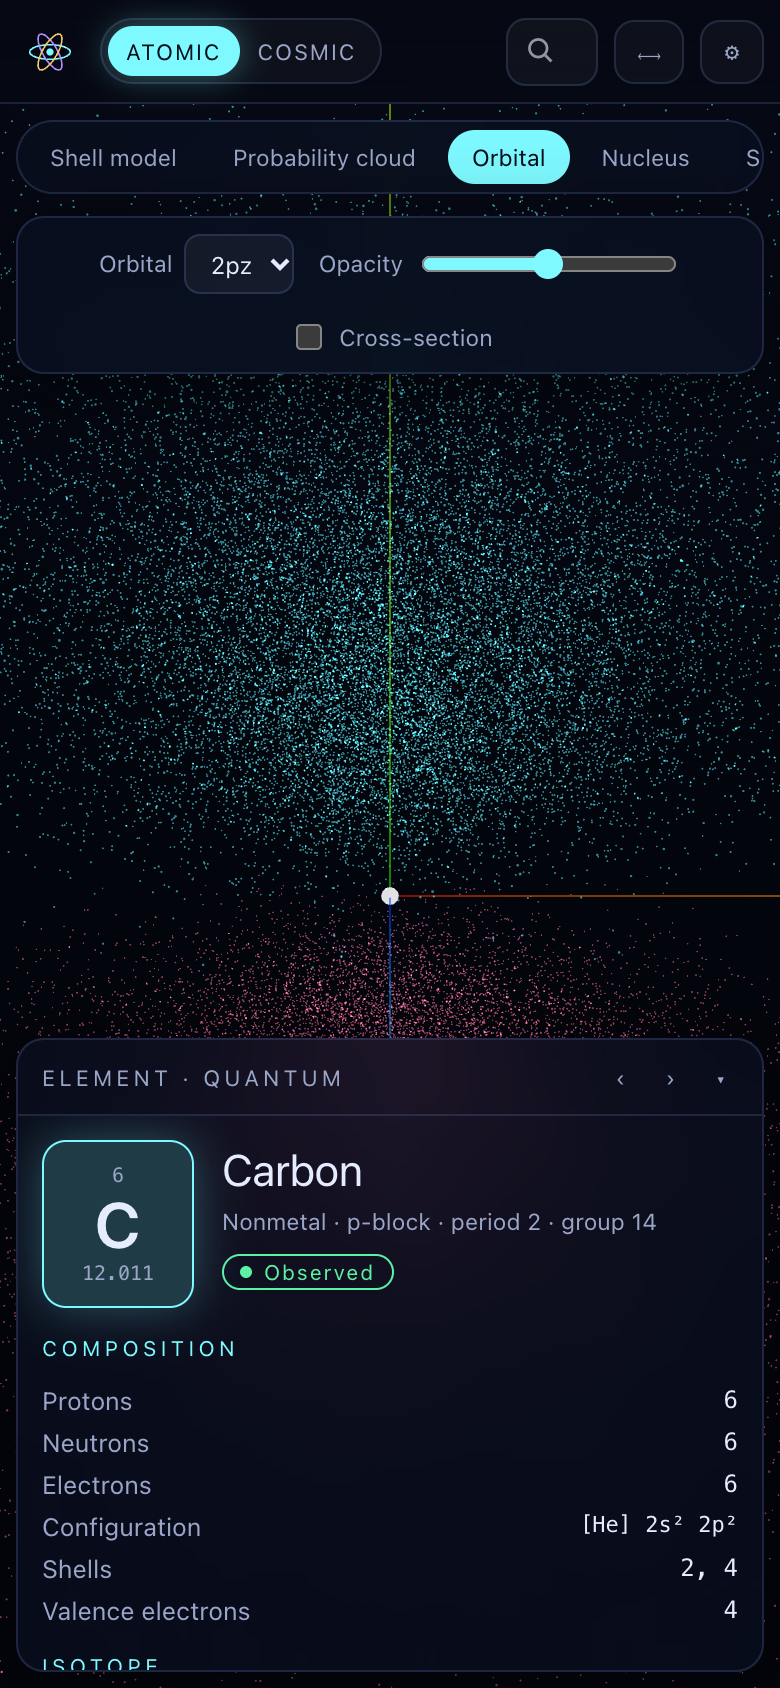 ATOMIC COSMIC
Shell model Probability cloud Orbital Nucleus S
Orbital 2pz Opacity
Cross-section
ELEMENT · QUANTUM
6
C
12.011
Carbon
Nonmetal · p-block · period 2 · group 14
Observed
COMPOSITION
Protons 6
Neutrons 6
Electrons 6
Configuration [He] 2s² 2p²
Shells 2, 4
Valence electrons 4
ISOTOPE